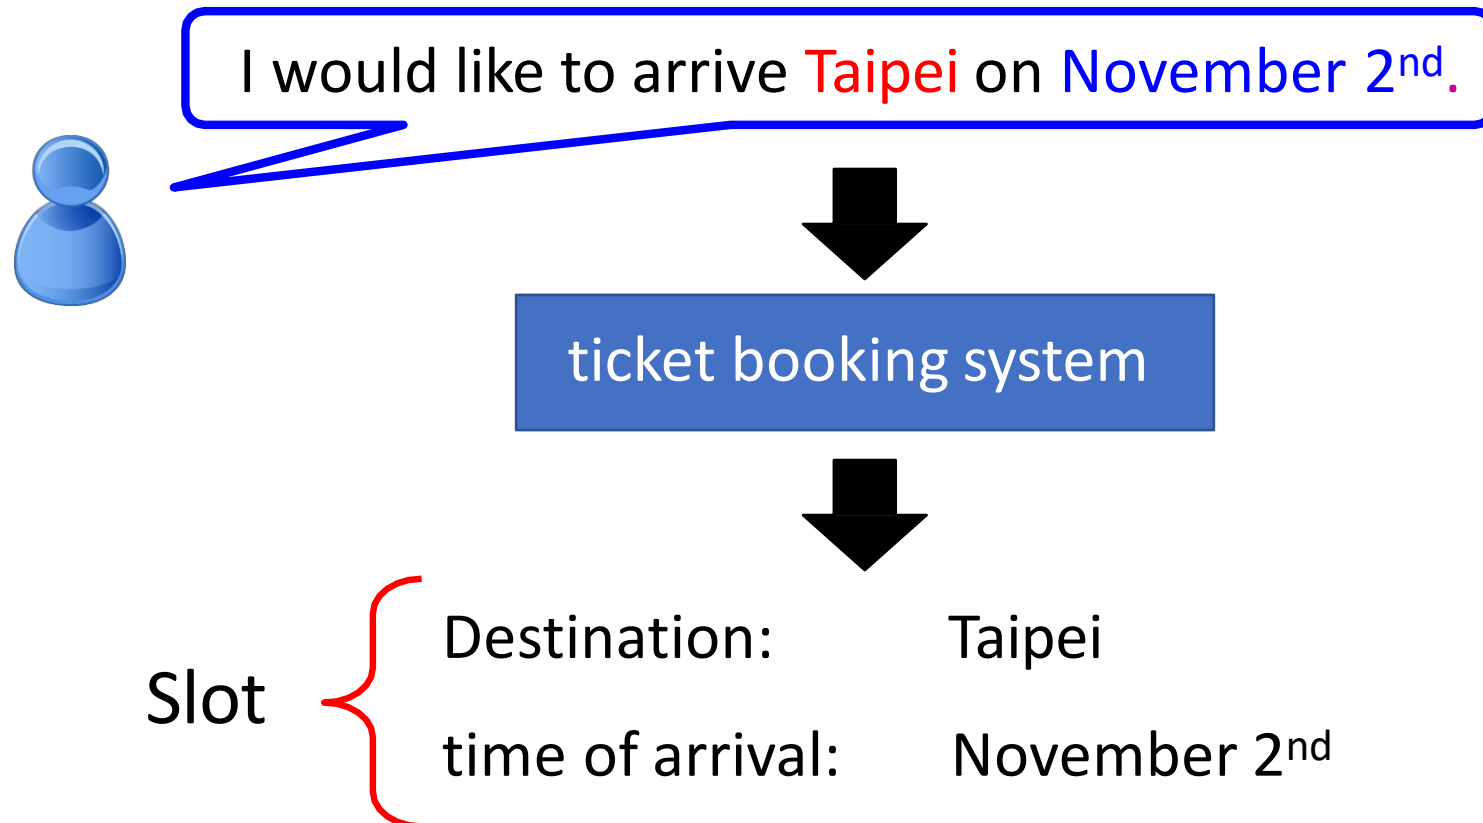 I would like to arrive Taipei on November 2nd.
ticket booking system
Slot
Destination: Taipei
time of arrival: November 2nd